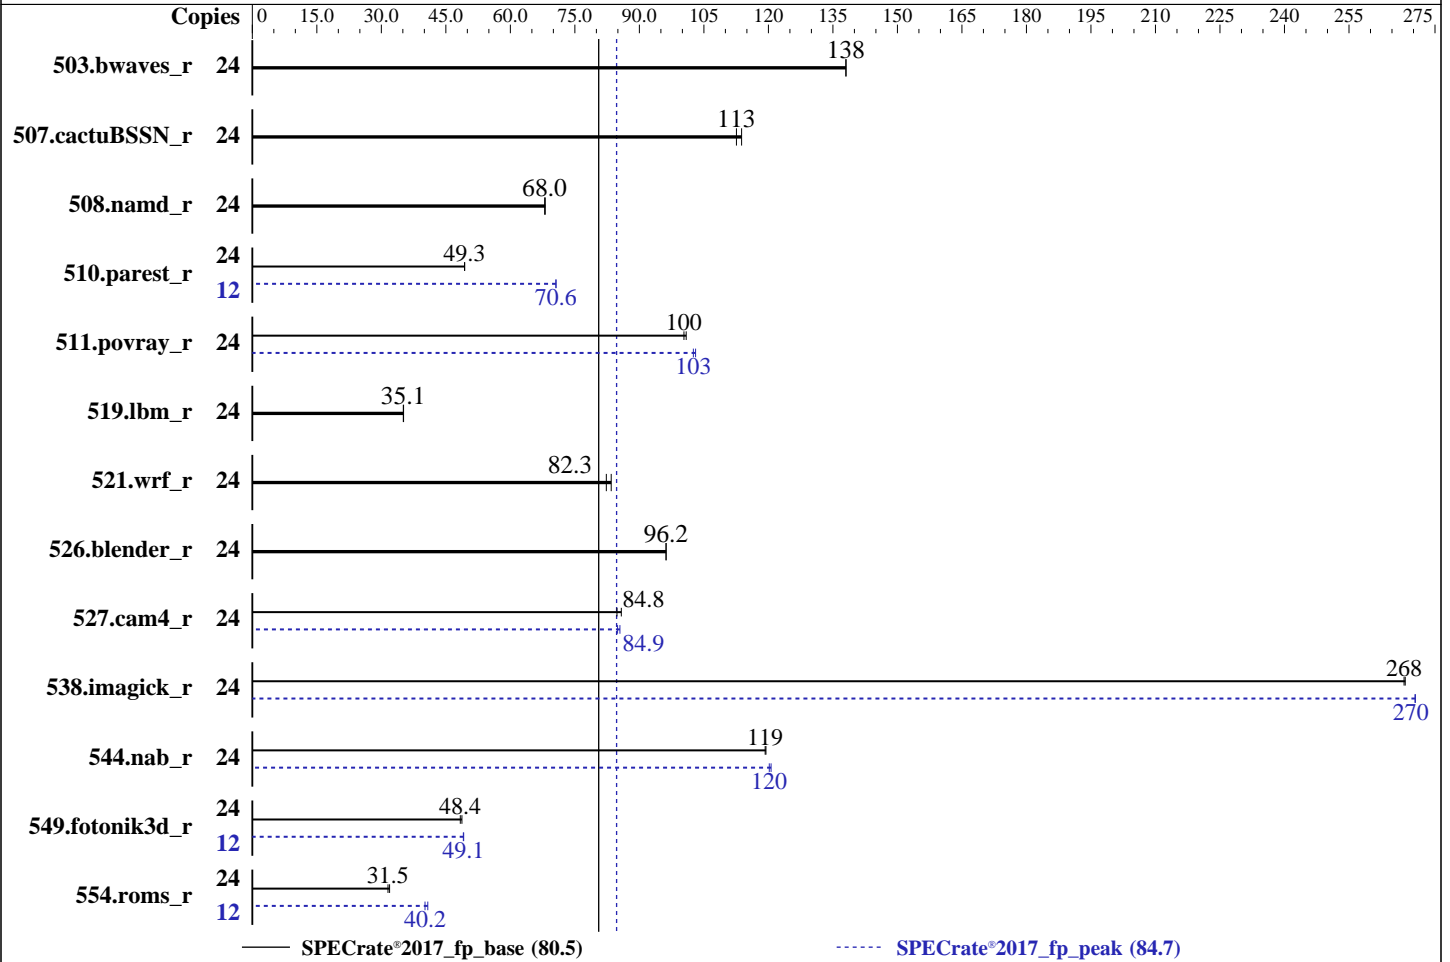 Copies 0 15.0 30.0 45.0 60.0 75.0 90.0 105 120 135 150 165 180 195 210 225 240 255 275
503.bwaves_r 24 138
507.cactuBSSN_r 24 113
508.namd_r 24 68.0
24 49.3
510.parest_r
12 70.6
100
511.povray_r 24
103
519.lbm_r 24 35.1
521.wrf_r 24 82.3
526.blender_r 24 96.2
84.8
527.cam4_r 24
84.9
268
538.imagick_r 24
270
119
544.nab_r 24
120
24 48.4
549.fotonik3d_r
12 49.1
24 31.5
554.roms_r
12 40.2
SPECrate®2017_fp_base (80.5) SPECrate®2017_fp_peak (84.7)